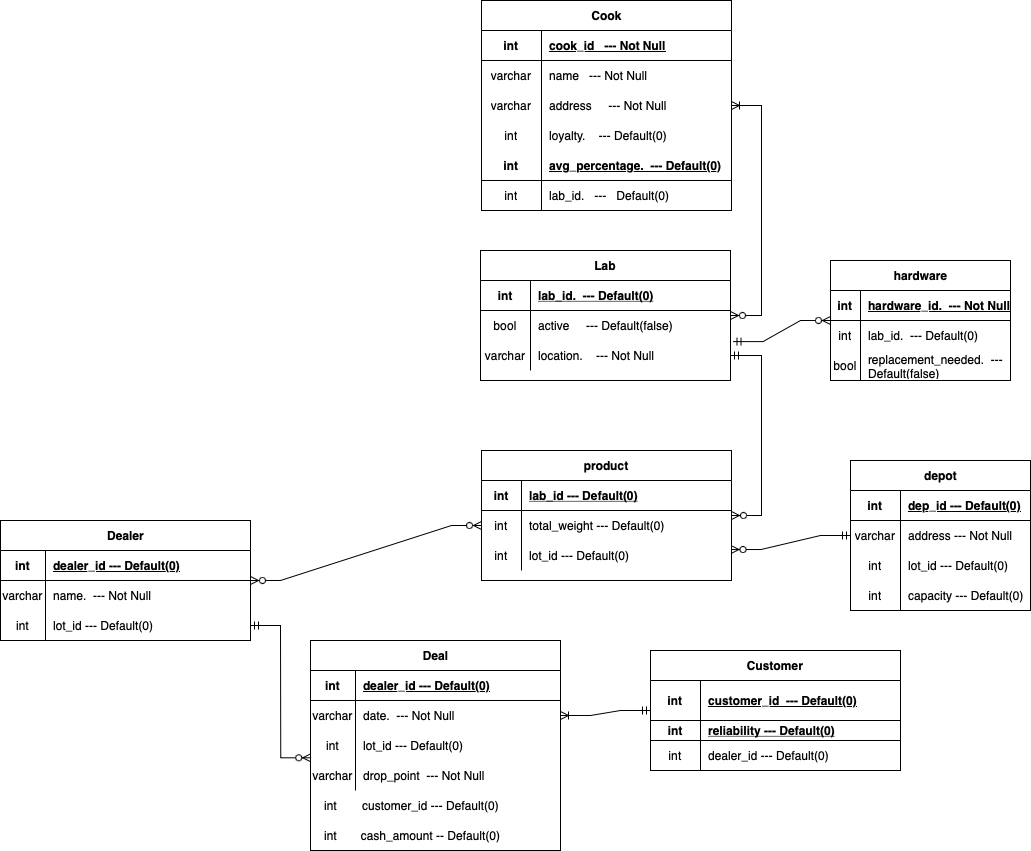 Cook
int cook_id --- Not Null
varchar name --- Not Null
varchar address --- Not Null
int loyalty. --- Default(0)
int avg_percentage. --- Default(0)
int lab_id. --- Default(0)
Lab
int lab_id. --- Default(0)
bool active --- Default(false)
varchar location. --- Not Null
hardware
int hardware_id. --- Not Null
int lab_id. --- Default(0)
bool replacement_needed. ---
Default(false)
product
int lab_id --- Default(0)
int total_weight --- Default(0)
int lot_id --- Default(0)
depot
int dep_id --- Default(0)
varchar address --- Not Null
int lot_id --- Default(0)
int capacity --- Default(0)
Dealer
int dealer_id --- Default(0)
varchar name. --- Not Null
int lot_id --- Default(0)
Deal
int dealer_id --- Default(0)
varchar date. --- Not Null
int lot_id --- Default(0)
varchar drop_point --- Not Null
int customer_id --- Default(0)
int cash_amount -- Default(0)
Customer
int customer_id --- Default(0)
int reliability --- Default(0)
int dealer_id --- Default(0)